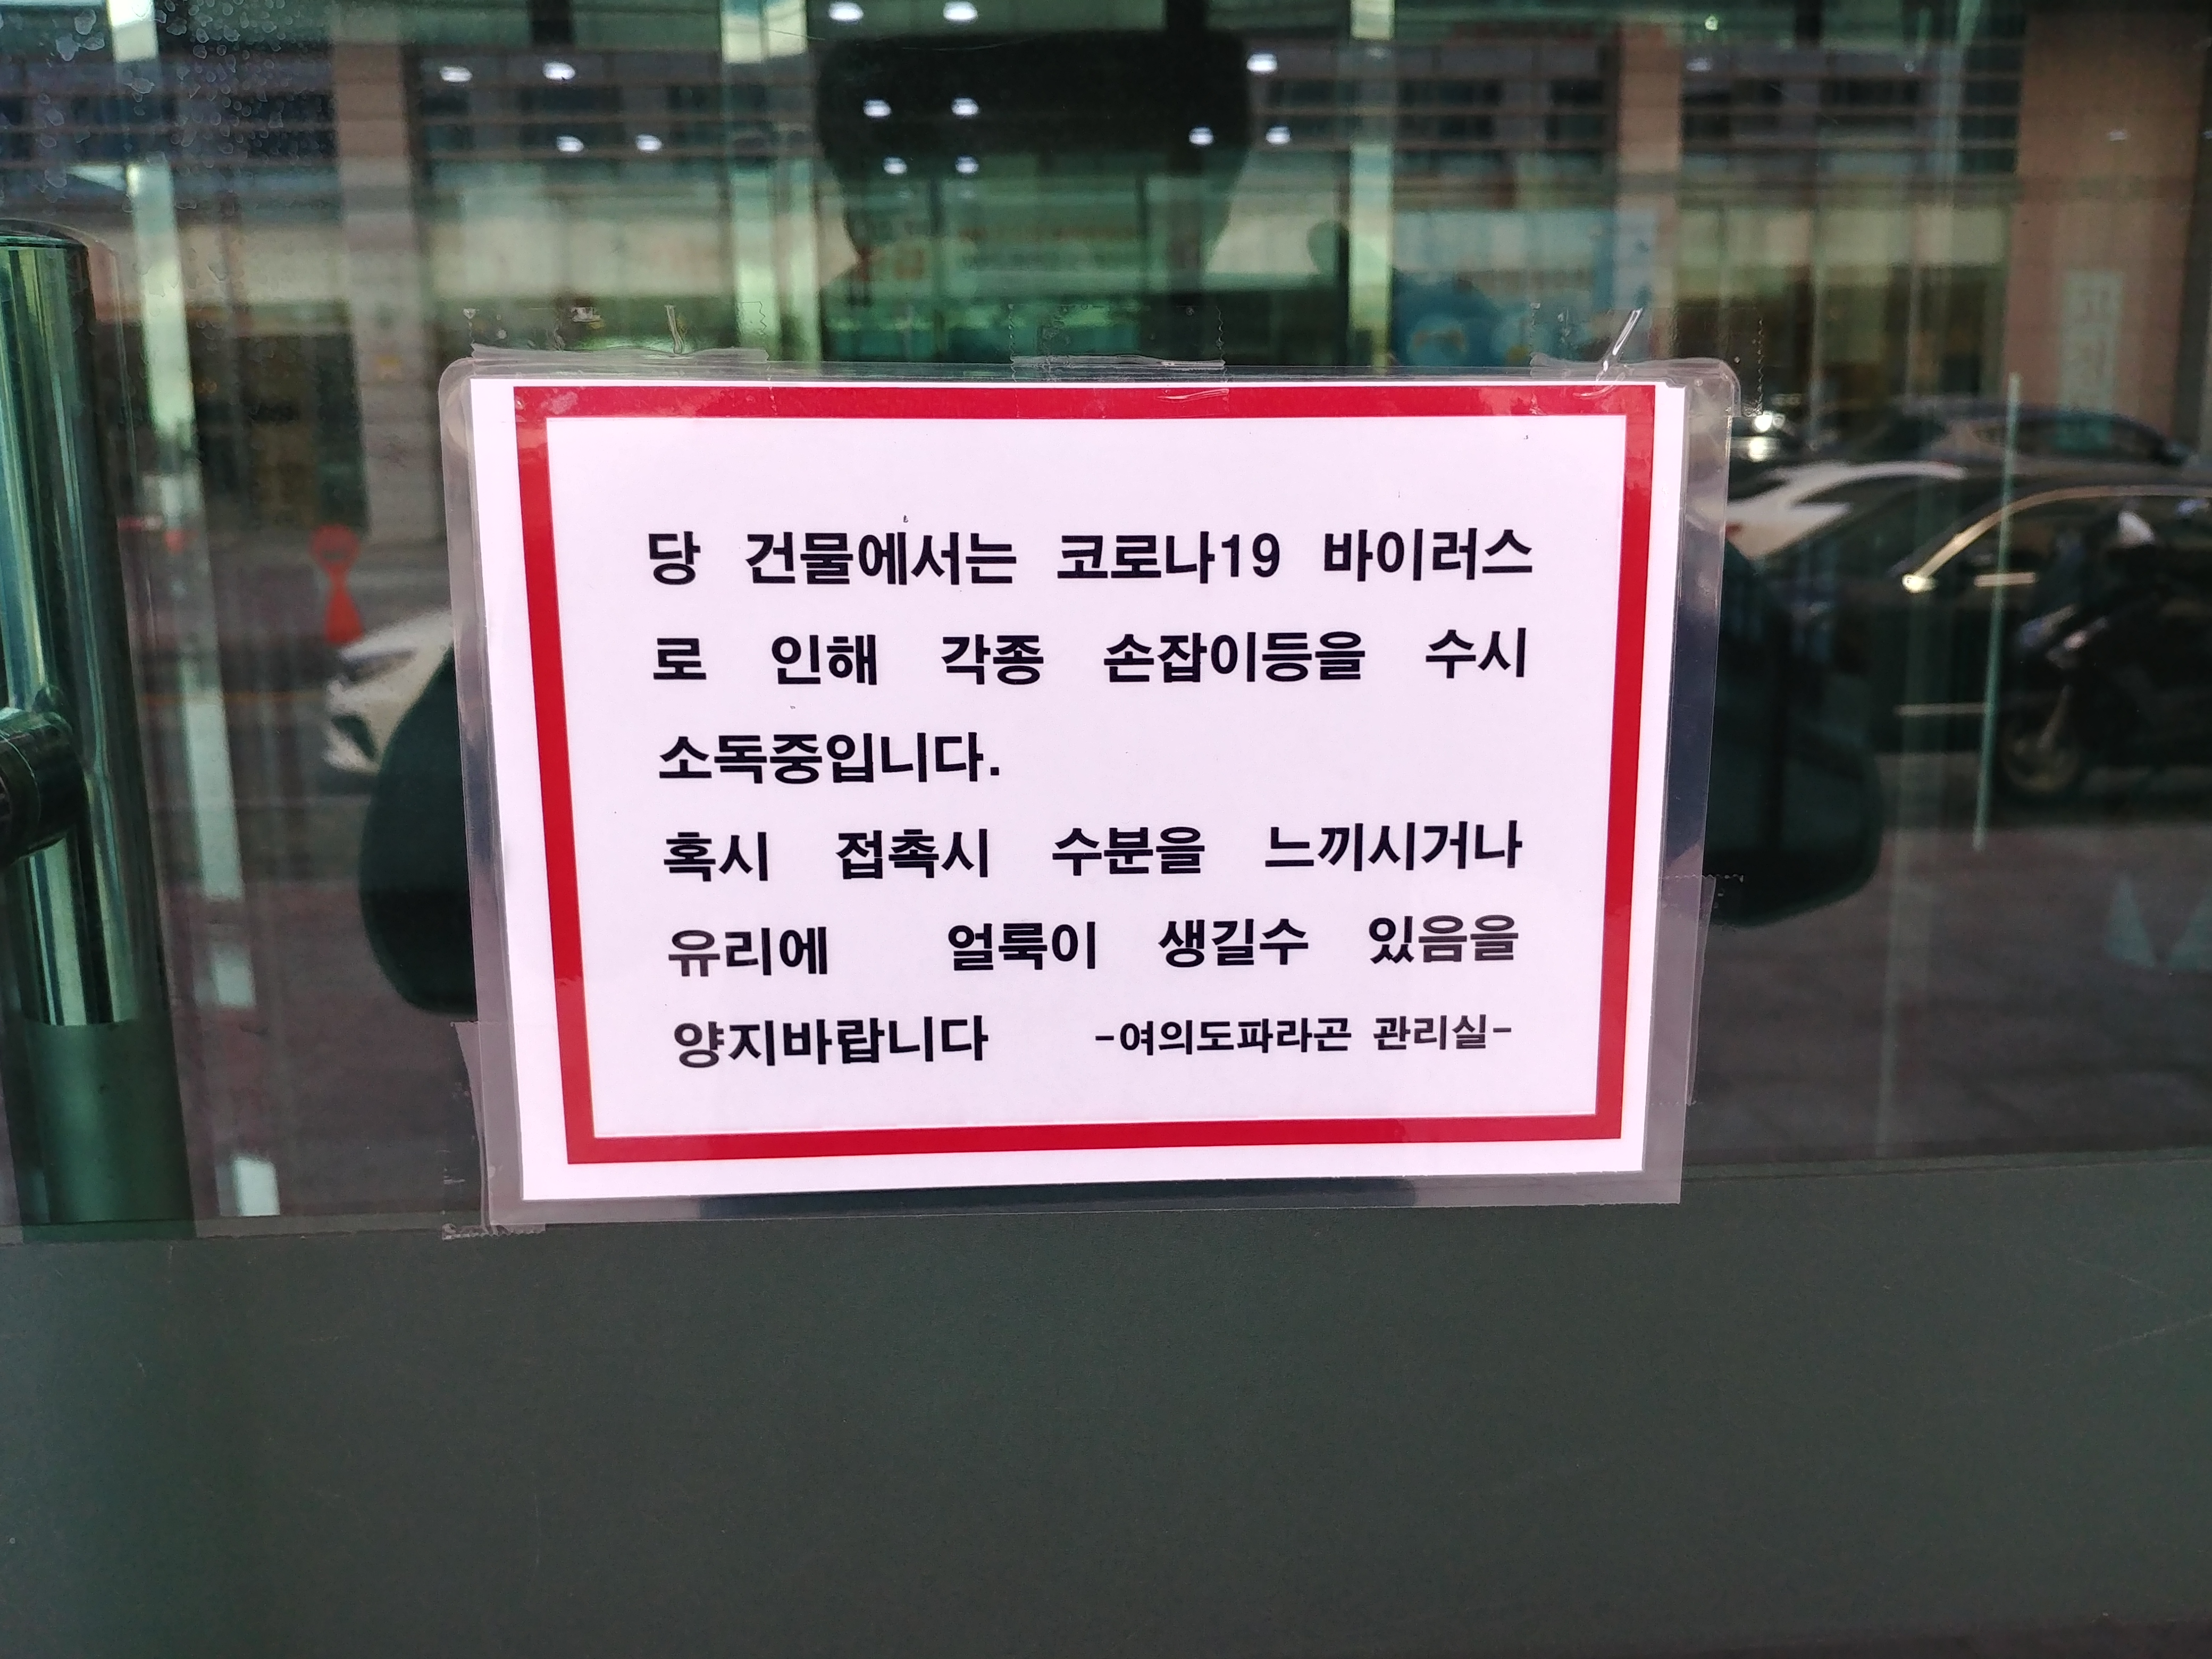 당 건물에서는 코로나19 바이러스
로 인해 각종 손잡이등을 수시
소독중입니다.
혹시 접촉시 수분을 느끼시거나
유리에 얼룩이 생길수 있음을
양지바랍니다 -여의도파라곤 관리실-